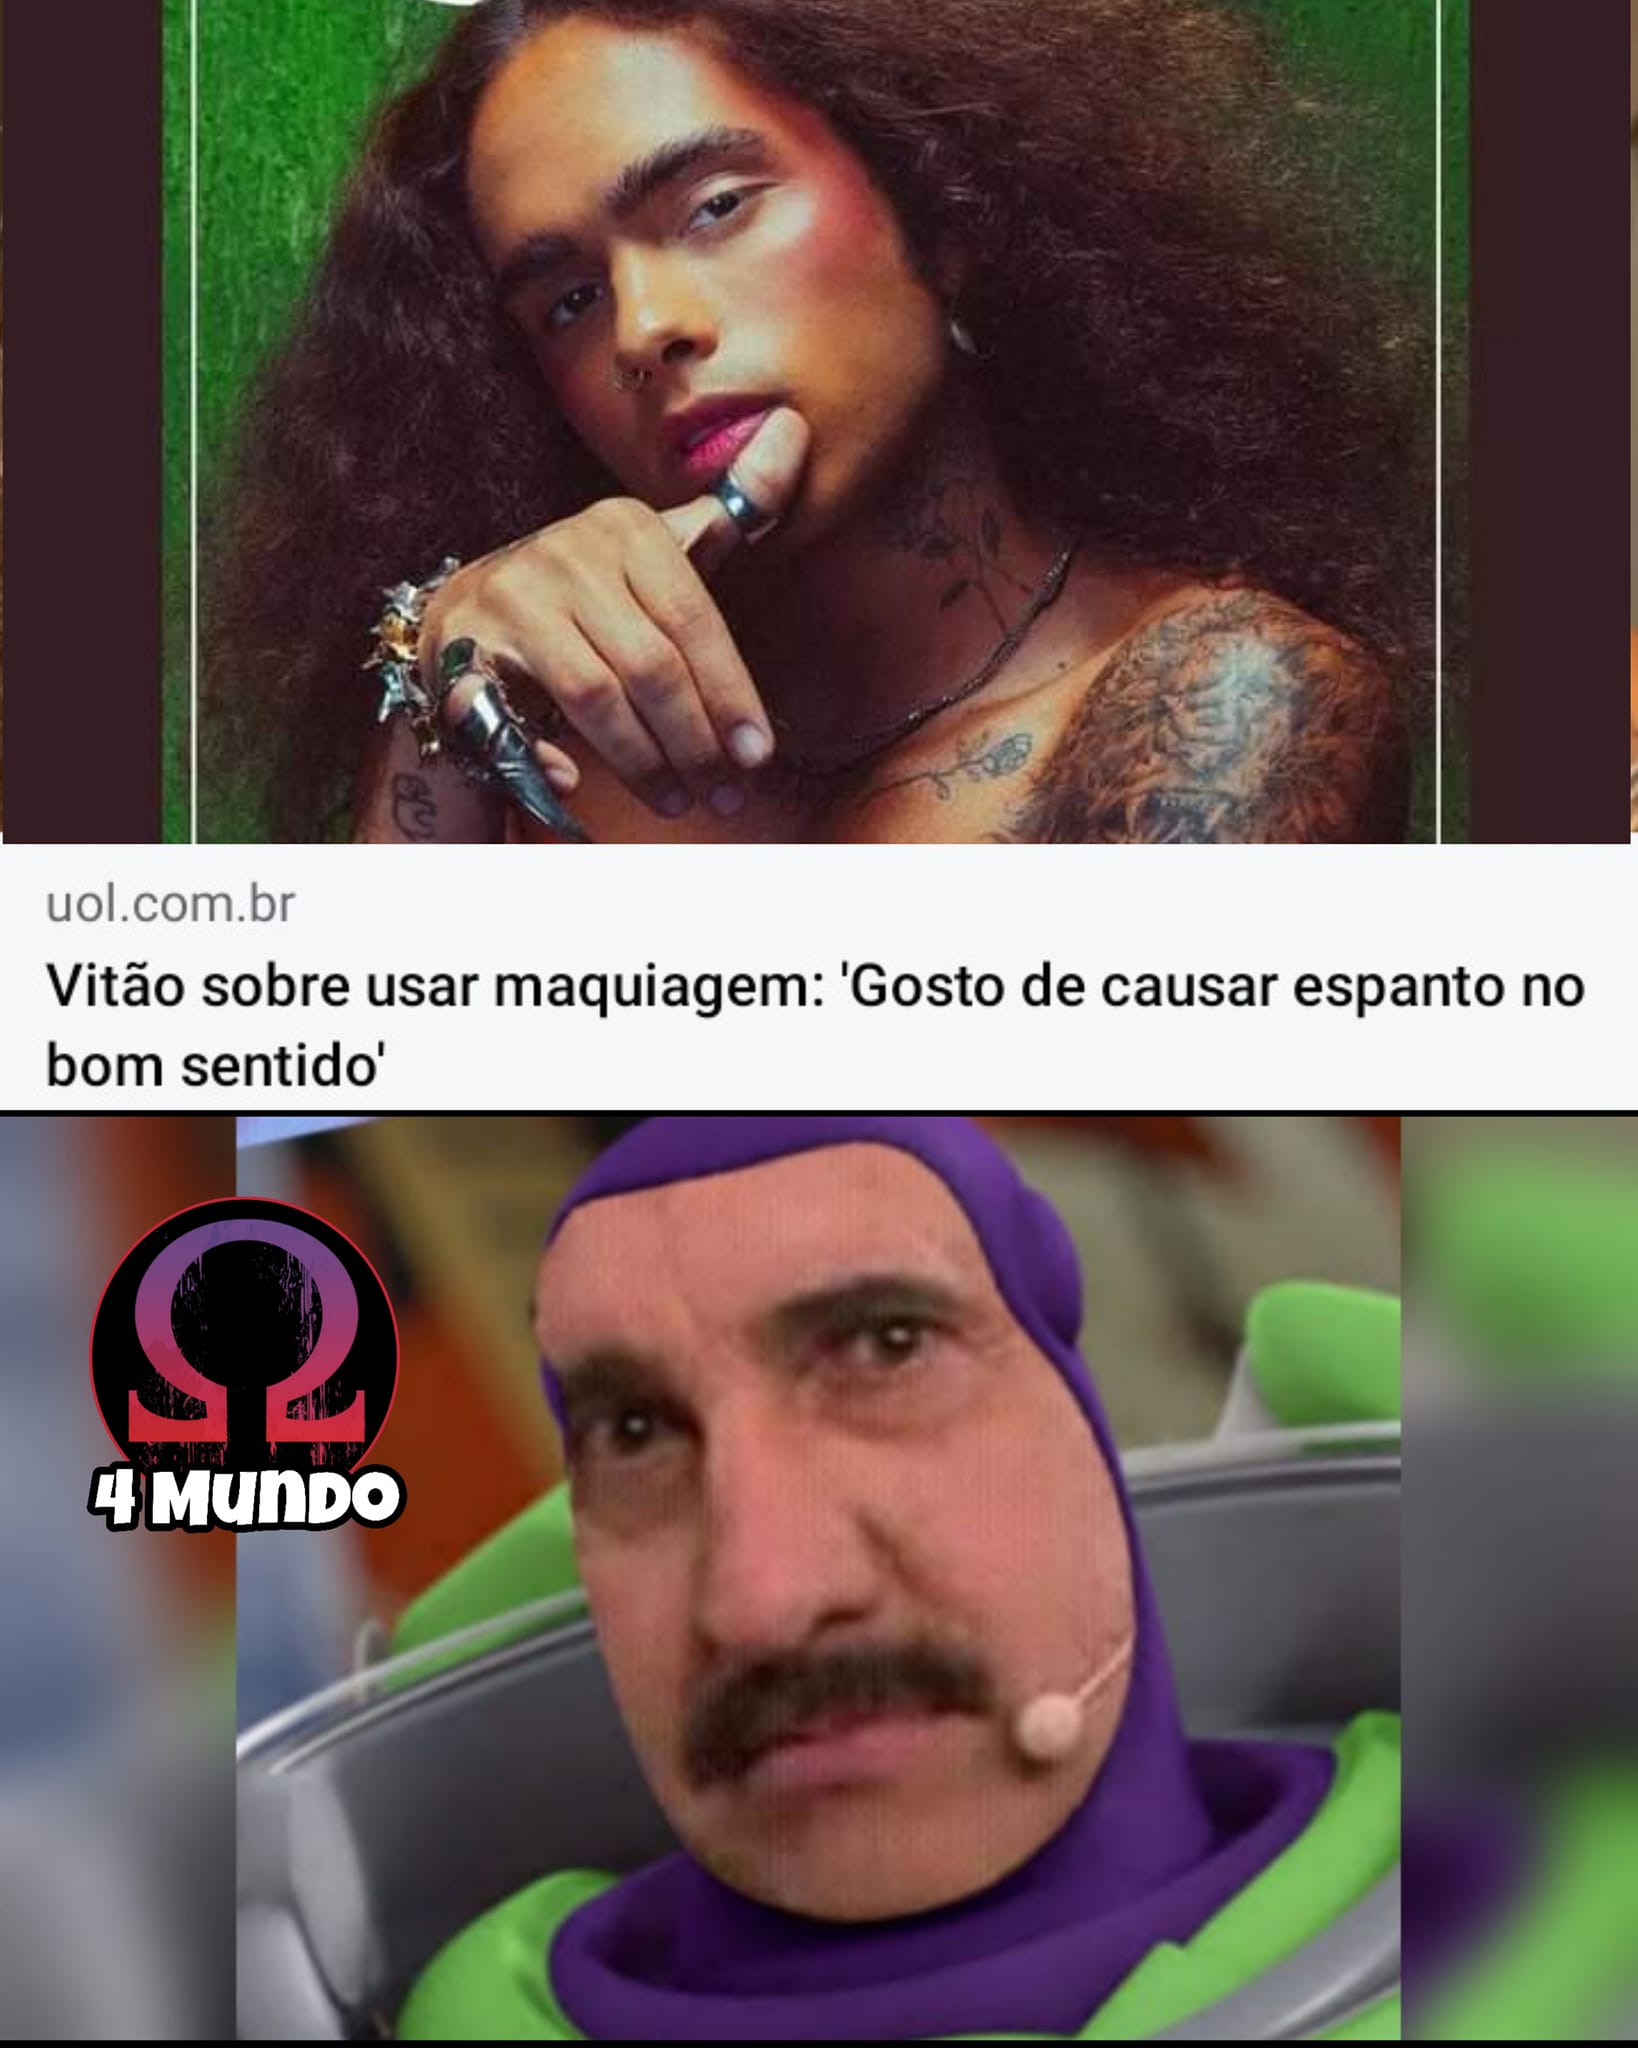 uol.com.br
Vitão sobre usar maquiagem: 'Gosto de causar espanto no
bom sentido'
Ω
4 MUNDO